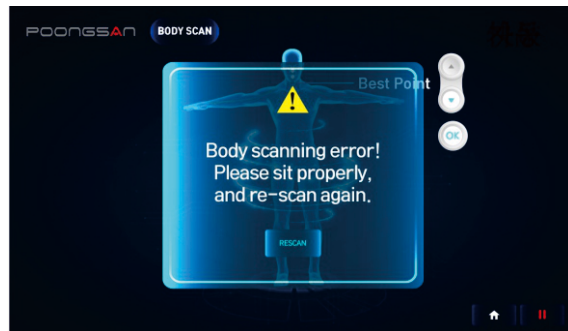 POONGSAN
BODY SCAN
Best Point
Body scanning error!
Please sit properly,
and re-scan again.
RESCAN
OK